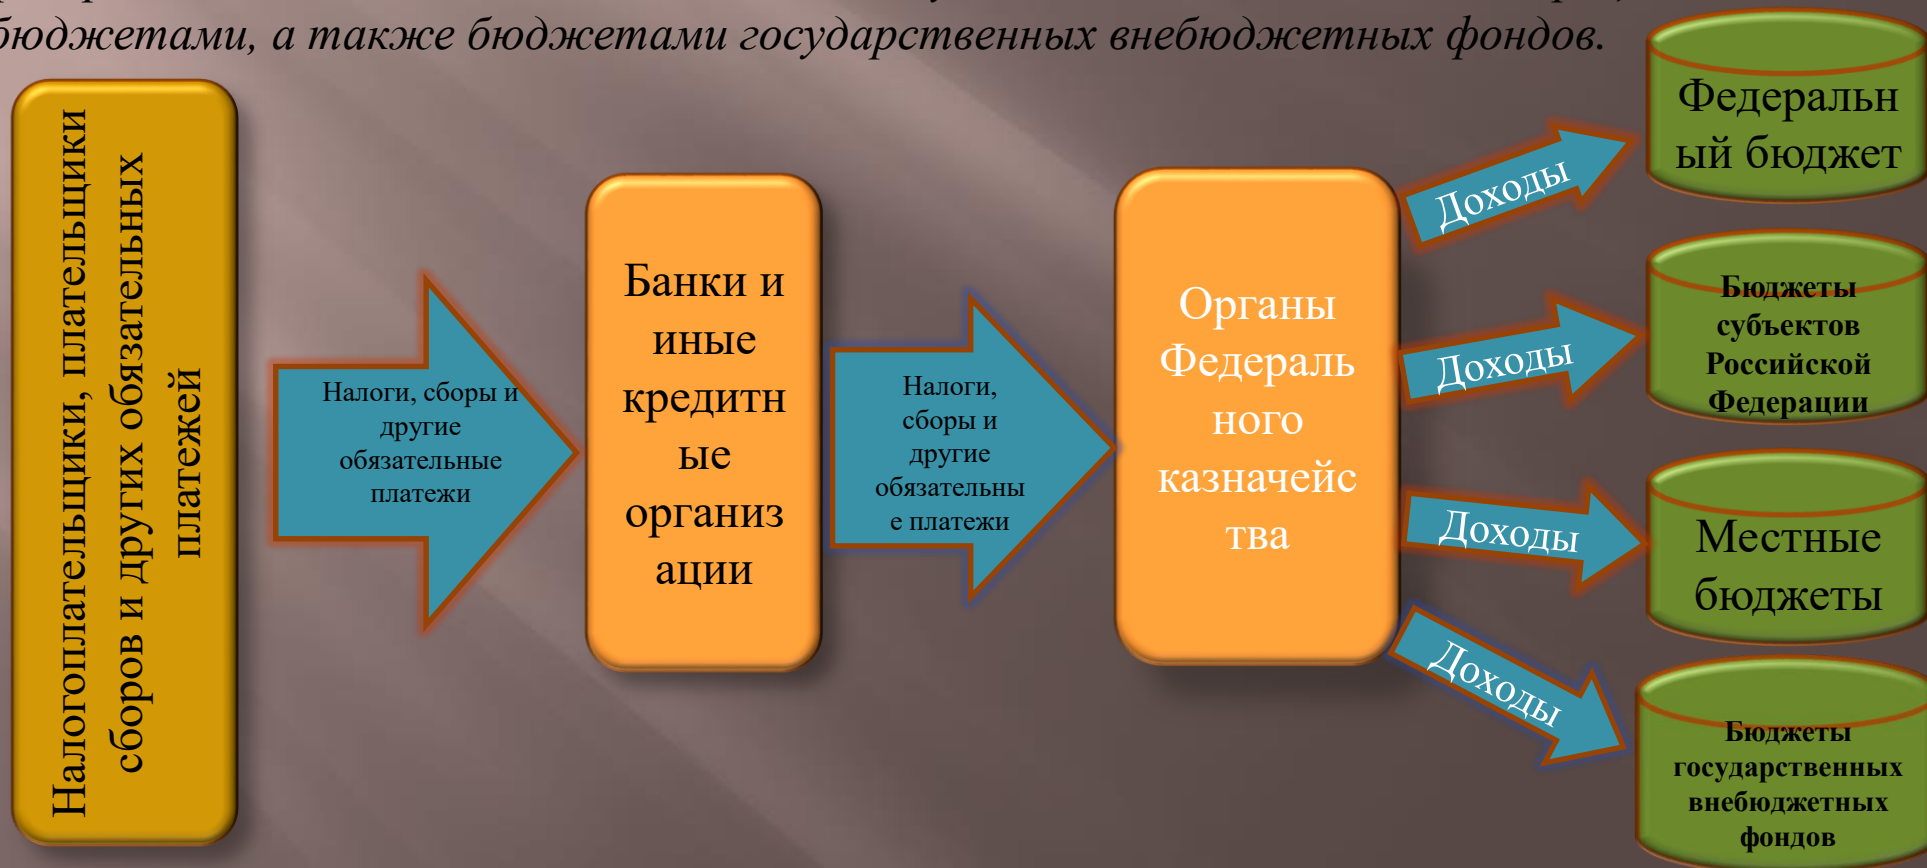 бюджетами, а также бюджетами государственных внебюджетных фондов.
Налогоплательщики, плательщики
сборов и других обязательных
платежей
Налоги, сборы и
другие
обязательные
платежи
Банки и
иные
кредитн
ые
организ
ации
Налоги,
сборы и
другие
обязательны
е платежи
Органы
Федераль
ного
казначейс
тва
Доходы
Доходы
Доходы
Доходы
Федеральн
ый бюджет
Бюджеты
субъектов
Российской
Федерации
Местные
бюджеты
Бюджеты
государственных
внебюджетных
фондов